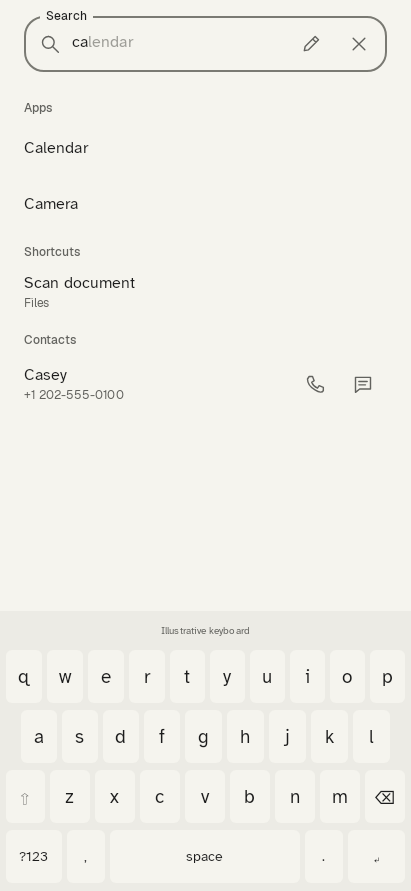 Search
calendar
Apps
Calendar
Camera
Shortcuts
Scan document
Files
Contacts
Casey
+1 202-555-0100
Illustrative keyboard
q w e r t y u i o p
a s d f g h j k l
⇧ z x c v b n m
?123 , space . ↵